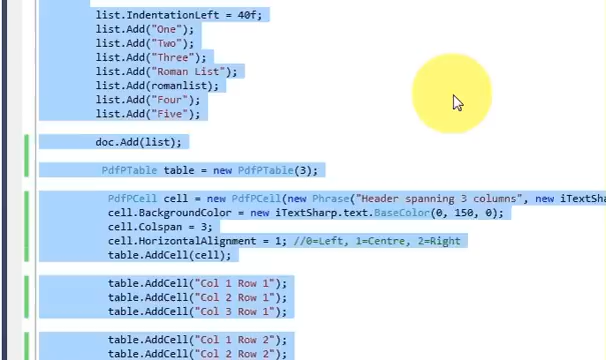 list.IndentationLeft = 40f;
list.Add("One");
list.Add("Two");
list.Add("Three");
list.Add("Roman List");
list.Add(romanlist);
list.Add("Four");
list.Add("Five");
doc.Add(list);
PdfPTable table = new PdfPTable(3);
PdfPCell cell = new PdfPCell(new Phrase("Header spanning 3 columns", new iTextSha
cell.BackgroundColor = new iTextSharp.text.BaseColor(0, 150, 0);
cell.Colspan = 3;
cell.HorizontalAlignment = 1; //0=Left, 1=Centre, 2=Right
table.AddCell(cell);
table.AddCell("Col 1 Row 1");
table.AddCell("Col 2 Row 1");
table.AddCell("Col 3 Row 1");
table.AddCell("Col 1 Row 2");
table.AddCell("Col 2 Row 2");